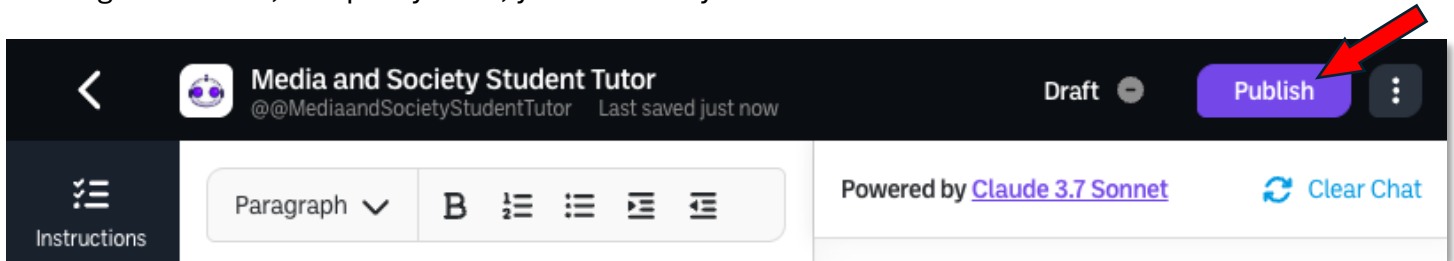 Media and Society Student Tutor
@@MediaandSocietyStudentTutor Last saved just now
Draft
Publish
Instructions
Paragraph
B
Powered by Claude 3.7 Sonnet
Clear Chat